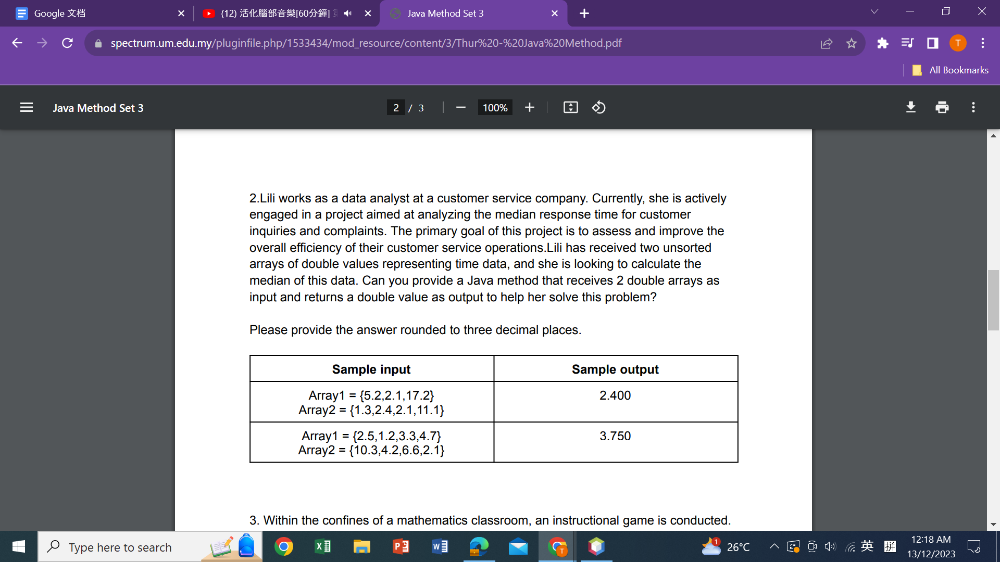 Google 文档
(12) 活化腦部音樂[60分鐘]
Java Method Set 3
spectrum.um.edu.my/pluginfile.php/1533434/mod_resource/content/3/Thur%20-%20Java%20Method.pdf
T
All Bookmarks
Java Method Set 3
2 / 3
100%
2.Lili works as a data analyst at a customer service company. Currently, she is actively
engaged in a project aimed at analyzing the median response time for customer
inquiries and complaints. The primary goal of this project is to assess and improve the
overall efficiency of their customer service operations.Lili has received two unsorted
arrays of double values representing time data, and she is looking to calculate the
median of this data. Can you provide a Java method that receives 2 double arrays as
input and returns a double value as output to help her solve this problem?
Please provide the answer rounded to three decimal places.
Sample input
Sample output
Array1 = {5.2,2.1,17.2}
Array2 = {1.3,2.4,2.1,11.1}
2.400
Array1 = {2.5,1.2,3.3,4.7}
Array2 = {10.3,4.2,6.6,2.1}
3.750
3. Within the confines of a mathematics classroom, an instructional game is conducted.
Type here to search
T
1
26°C
英
拼
12:18 AM
13/12/2023